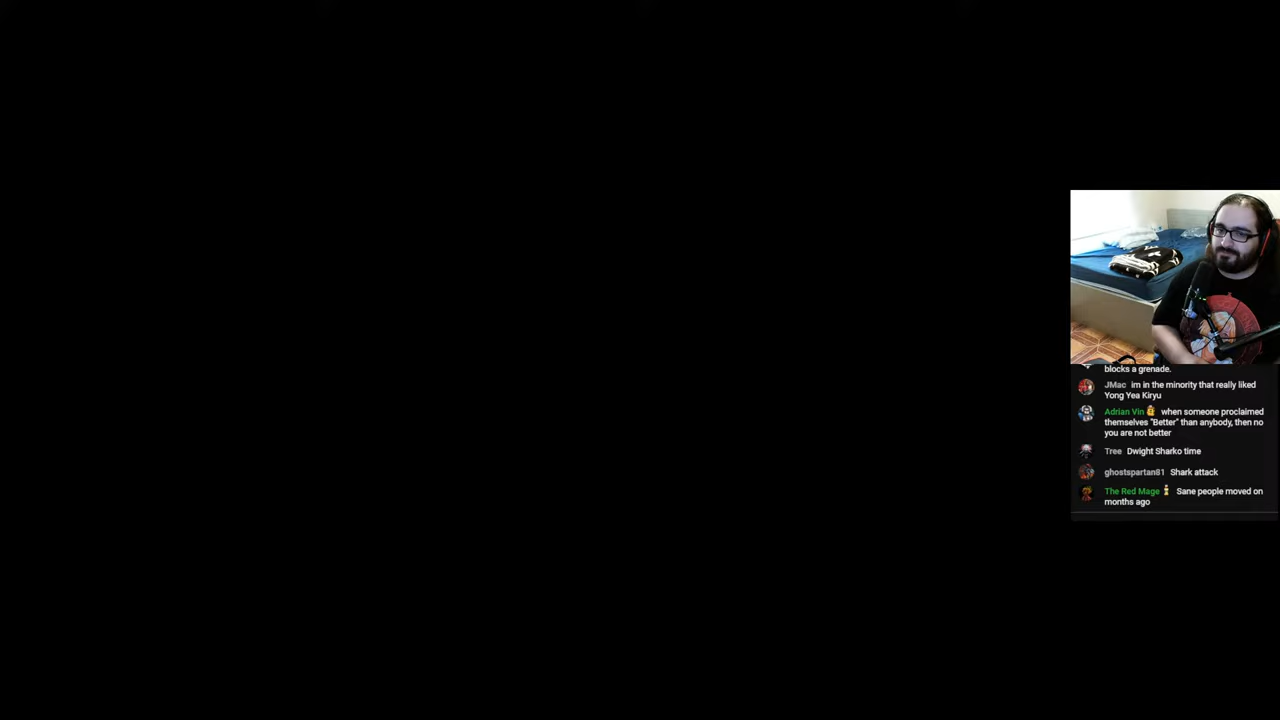 blocks a grenade.
JMac im in the minority that really liked
Yong Yea Kiryu
Adrian Vin when someone proclaimed
themselves "Better" than anybody, then no
you are not better
Tree Dwight Sharko time
ghostspartan81 Shark attack
The Red Mage Sane people moved on
months ago